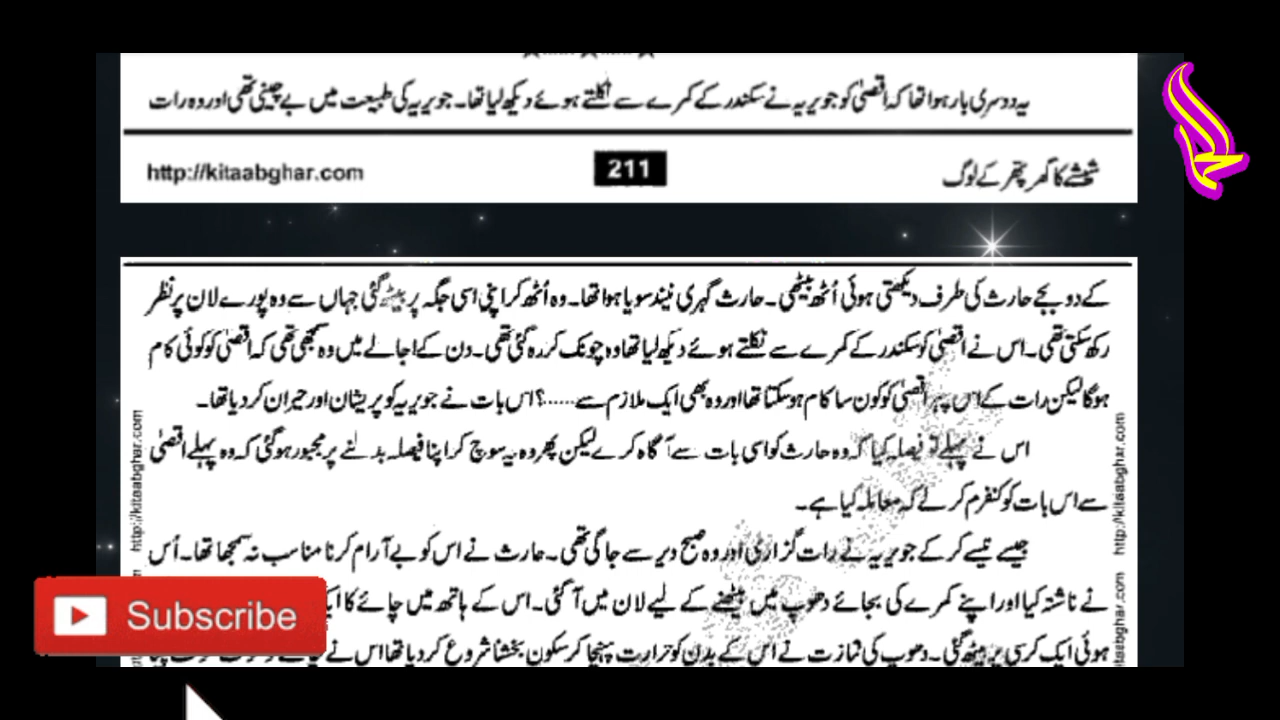 یہ دوسری بار ہوا تھا کہ اقصیٰ کو جویریہ نے سکندر کے کمرے سے نکلتے ہوئے دیکھ لیا تھا۔ جویریہ کی طبیعت میں بے چینی تھی اور وہ رات
شیشے کا گھر پتھر کے لوگ 211 http://kitaabghar.com
کے دو بجے حارث کی طرف دیکھتی ہوئی اُٹھ بیٹھی۔ حارث گہری نیند سویا ہوا تھا۔ وہ اُٹھ کر اپنی اسی جگہ پر بیٹھ گئی جہاں سے وہ پورے لان پر نظر
رکھ سکتی تھی۔ اس نے اقصیٰ کو سکندر کے کمرے سے نکلتے ہوئے دیکھ لیا تھا وہ چونک کر رہ گئی تھی۔ دن کے اجالے میں وہ سمجھی تھی کہ اقصیٰ کو کوئی کام
ہوگا لیکن رات کے اس پہر اقصیٰ کو کون سا کام ہو سکتا تھا اور وہ بھی ایک ملازم سے......؟ اس بات نے جویریہ کو پریشان اور حیران کر دیا تھا۔
اس نے پہلے تو فیصلہ کیا کہ وہ حارث کو اسی بات سے آگاہ کرے لیکن پھر وہ یہ سوچ کر اپنا فیصلہ بدلنے پر مجبور ہو گئی کہ وہ پہلے اقصیٰ
سے اس بات کو کنفرم کر لے کہ معاملہ کیا ہے۔
جیسے تیسے کر کے جویریہ نے رات گزاری اور وہ صبح دیر سے جاگی تھی۔ حارث نے اس کو بے آرام کرنا مناسب نہ سمجھا تھا۔ اُس
نے ناشتہ کیا اور اپنے کمرے کی بجائے دھوپ میں بیٹھنے کے لیے لان میں آ گئی۔ اس کے ہاتھ میں چائے کا
ہوئی ایک کرسی پر بیٹھ گئی۔ دھوپ کی تمازت نے اس کے بدن کو حرارت پہنچا کر سکون بخشنا شروع کر دیا تھا اس نے
http://kitaabghar.com
http://kitaabghar.com
Subscribe